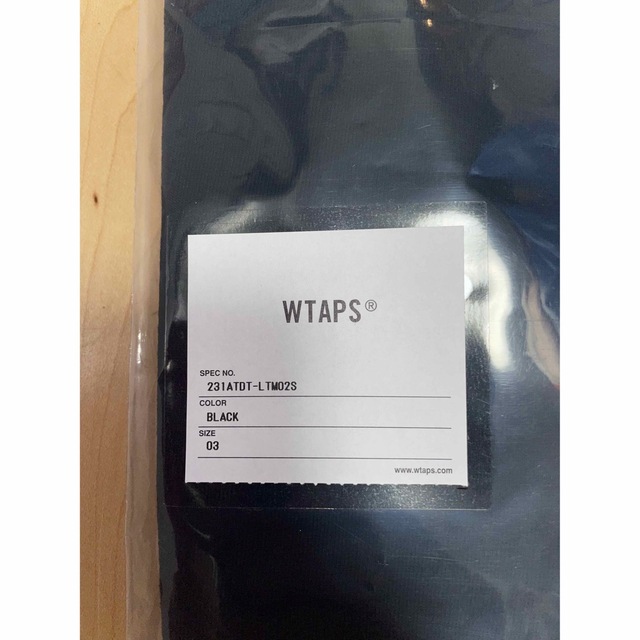 WTAPS®
SPEC NO.
231ATDT-LTM02S
COLOR
BLACK
SIZE
03
www.wtaps.com